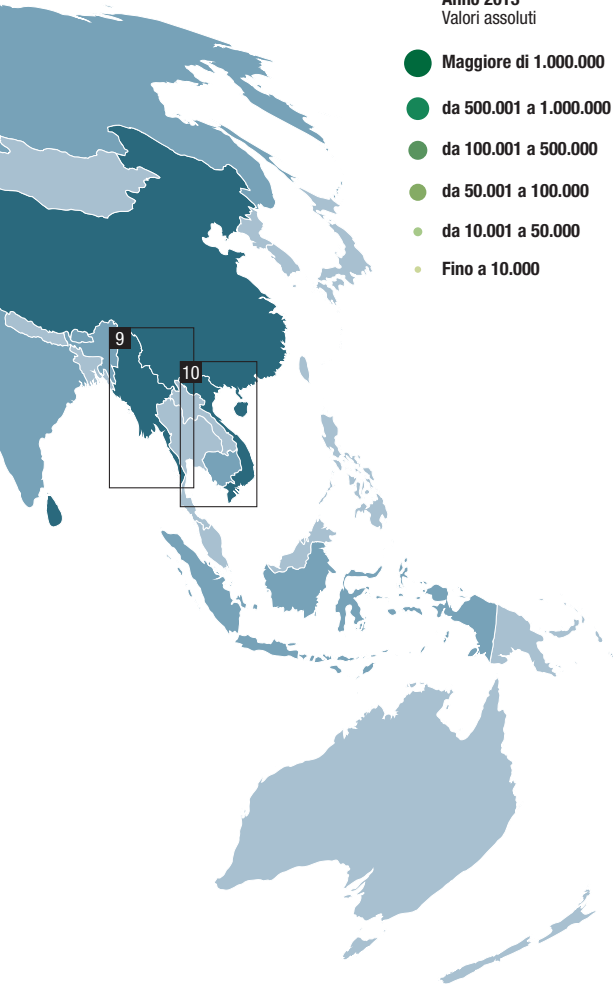 Valori assoluti
Maggiore di 1.000.000
da 500.001 a 1.000.000
da 100.001 a 500.000
da 50.001 a 100.000
da 10.001 a 50.000
Fino a 10.000
9
10